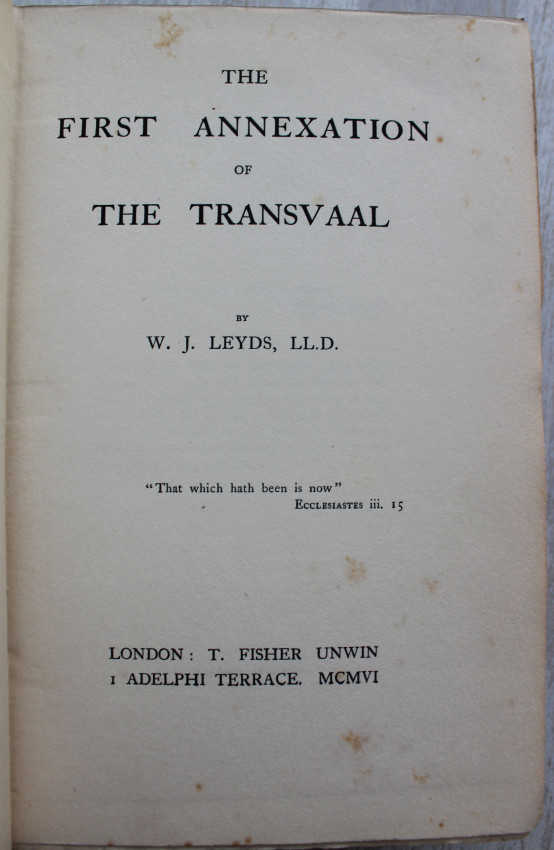 THE
FIRST ANNEXATION
OF
THE TRANSVAAL
BY
W. J. LEYDS, LL.D.
"That which hath been is now"
ECCLESIASTES iii. 15
LONDON: T. FISHER UNWIN
1 ADELPHI TERRACE. MCMVI